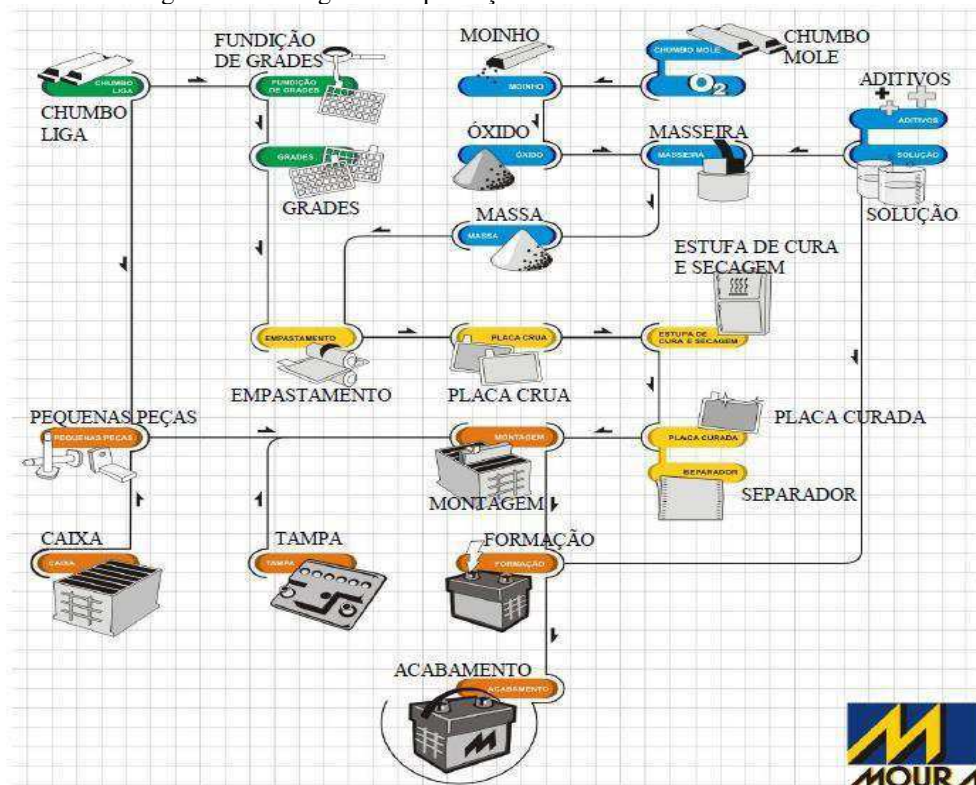 FUNDIÇÃO
DE GRADES
MOINHO
CHUMBO
MOLE
CHUMBO
LIGA
CHUMBO
LIGA
FUNDIÇÃO
DE GRADES
MOINHO
CHUMBO MOLE
O2
ADITIVOS
ADITIVOS
ÓXIDO
MASSEIRA
GRADES
GRADES
ÓXIDO
MASSEIRA
SOLUÇÃO
SOLUÇÃO
MASSA
MASSA
ESTUFA DE CURA
E SECAGEM
EMPASTAMENTO
PLACA CRUA
ESTUFA DE
CURA E SECAGEM
EMPASTAMENTO
PLACA CRUA
PEQUENAS PEÇAS
PLACA CURADA
PEQUENAS PEÇAS
MONTAGEM
PLACA CURADA
SEPARADOR
SEPARADOR
MONTAGEM
CAIXA
TAMPA
FORMAÇÃO
CAIXA
TAMPA
FORMAÇÃO
ACABAMENTO
ACABAMENTO
MOURA